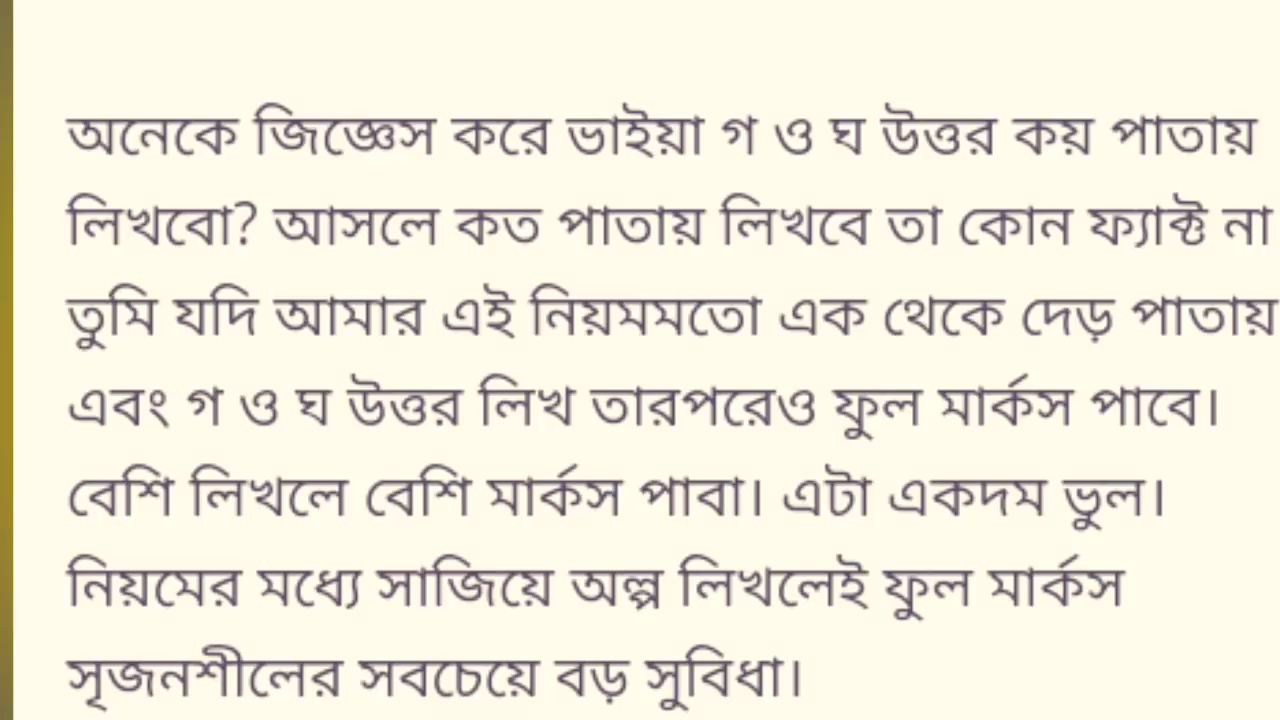 অনেকে জিজ্ঞেস করে ভাইয়া গ ও ঘ উত্তর কয় পাতায়
লিখবো? আসলে কত পাতায় লিখবে তা কোন ফ্যাক্ট না
তুমি যদি আমার এই নিয়মমতো এক থেকে দেড় পাতায়
এবং গ ও ঘ উত্তর লিখ তারপরেও ফুল মার্কস পাবে।
বেশি লিখলে বেশি মার্কস পাবা। এটা একদম ভুল।
নিয়মের মধ্যে সাজিয়ে অল্প লিখলেই ফুল মার্কস
সৃজনশীলের সবচেয়ে বড় সুবিধা।